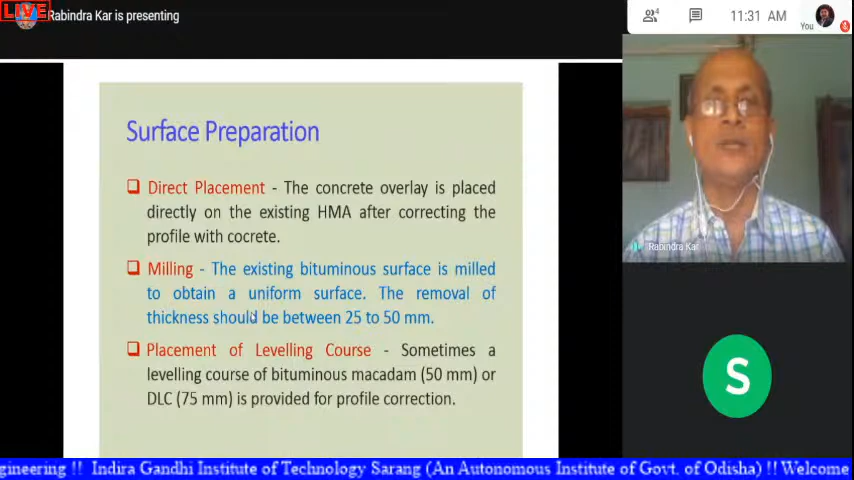 LIVE
Rabindra Kar is presenting
4
11:31 AM
You
Surface Preparation
Direct Placement - The concrete overlay is placed
directly on the existing HMA after correcting the
profile with cocrete.
Milling - The existing bituminous surface is milled
to obtain a uniform surface. The removal of
thickness should be between 25 to 50 mm.
Placement of Levelling Course - Sometimes a
levelling course of bituminous macadam (50 mm) or
DLC (75 mm) is provided for profile correction.
Rabindra Kar
S
gineering !! Indira Gandhi Institute of Technology Sarang (An Autonomous Institute of Govt. of Odisha) !! Welcome